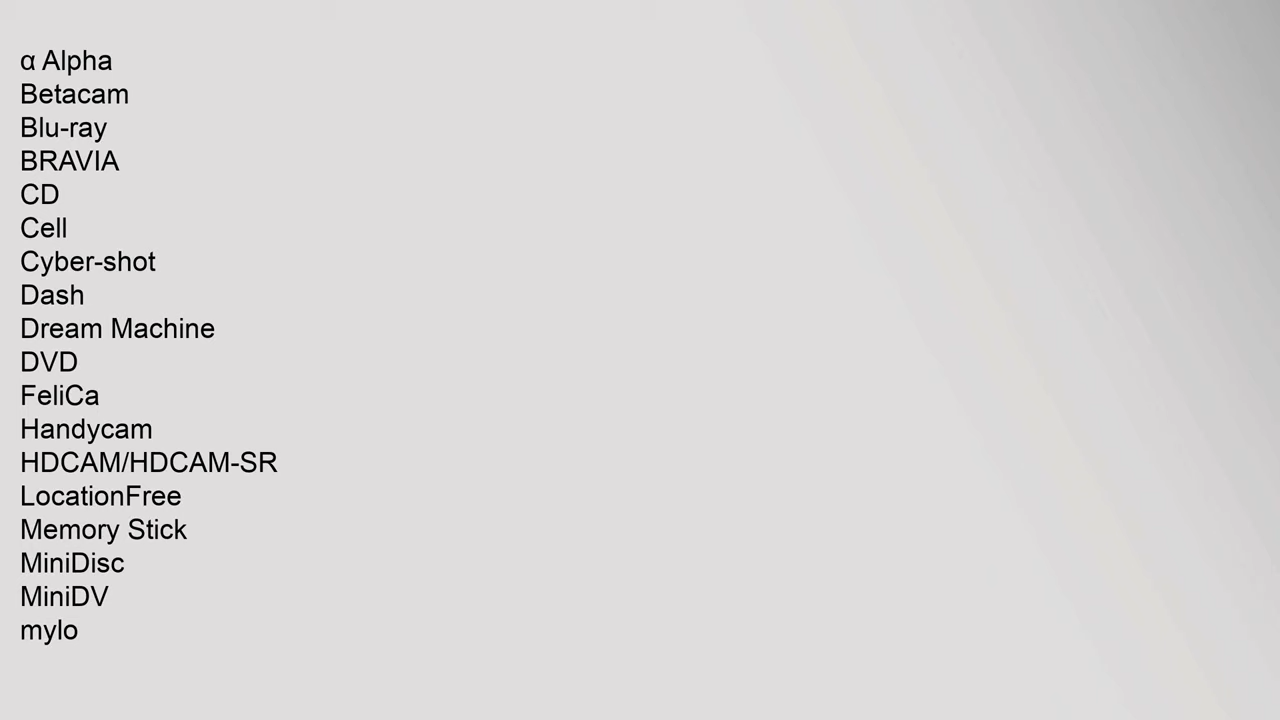 α Alpha
Betacam
Blu-ray
BRAVIA
CD
Cell
Cyber-shot
Dash
Dream Machine
DVD
FeliCa
Handycam
HDCAM/HDCAM-SR
LocationFree
Memory Stick
MiniDisc
MiniDV
mylo